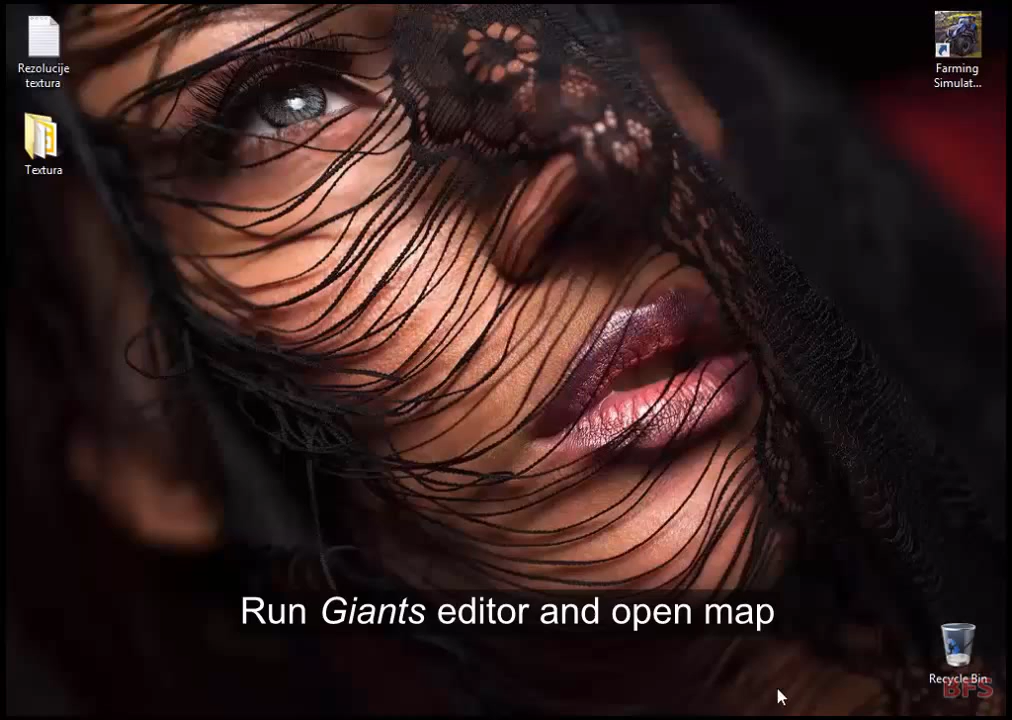 Rezolucije
textura
Textura
Farming
Simulat...
Run Giants editor and open map
Recycle Bin
BFS